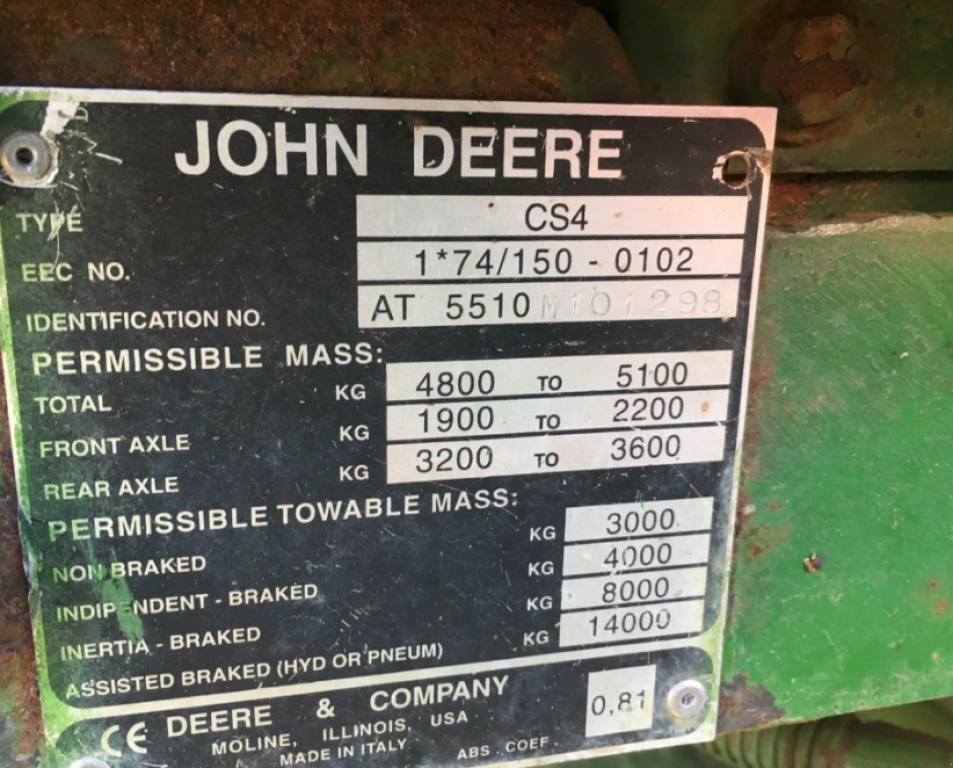 JOHN DEERE
TYPE CS4
EEC NO. 1*74/150 - 0102
IDENTIFICATION NO. AT 5510 M101298
PERMISSIBLE MASS:
TOTAL KG 4800 TO 5100
FRONT AXLE KG 1900 TO 2200
REAR AXLE KG 3200 TO 3600
PERMISSIBLE TOWABLE MASS:
NON BRAKED KG 3000
INDIPENDENT - BRAKED KG 4000
INERTIA - BRAKED KG 8000
ASSISTED BRAKED (HYD OR PNEUM) KG 14000
CE DEERE & COMPANY
MOLINE, ILLINOIS, USA
MADE IN ITALY ABS. COEF. 0,81